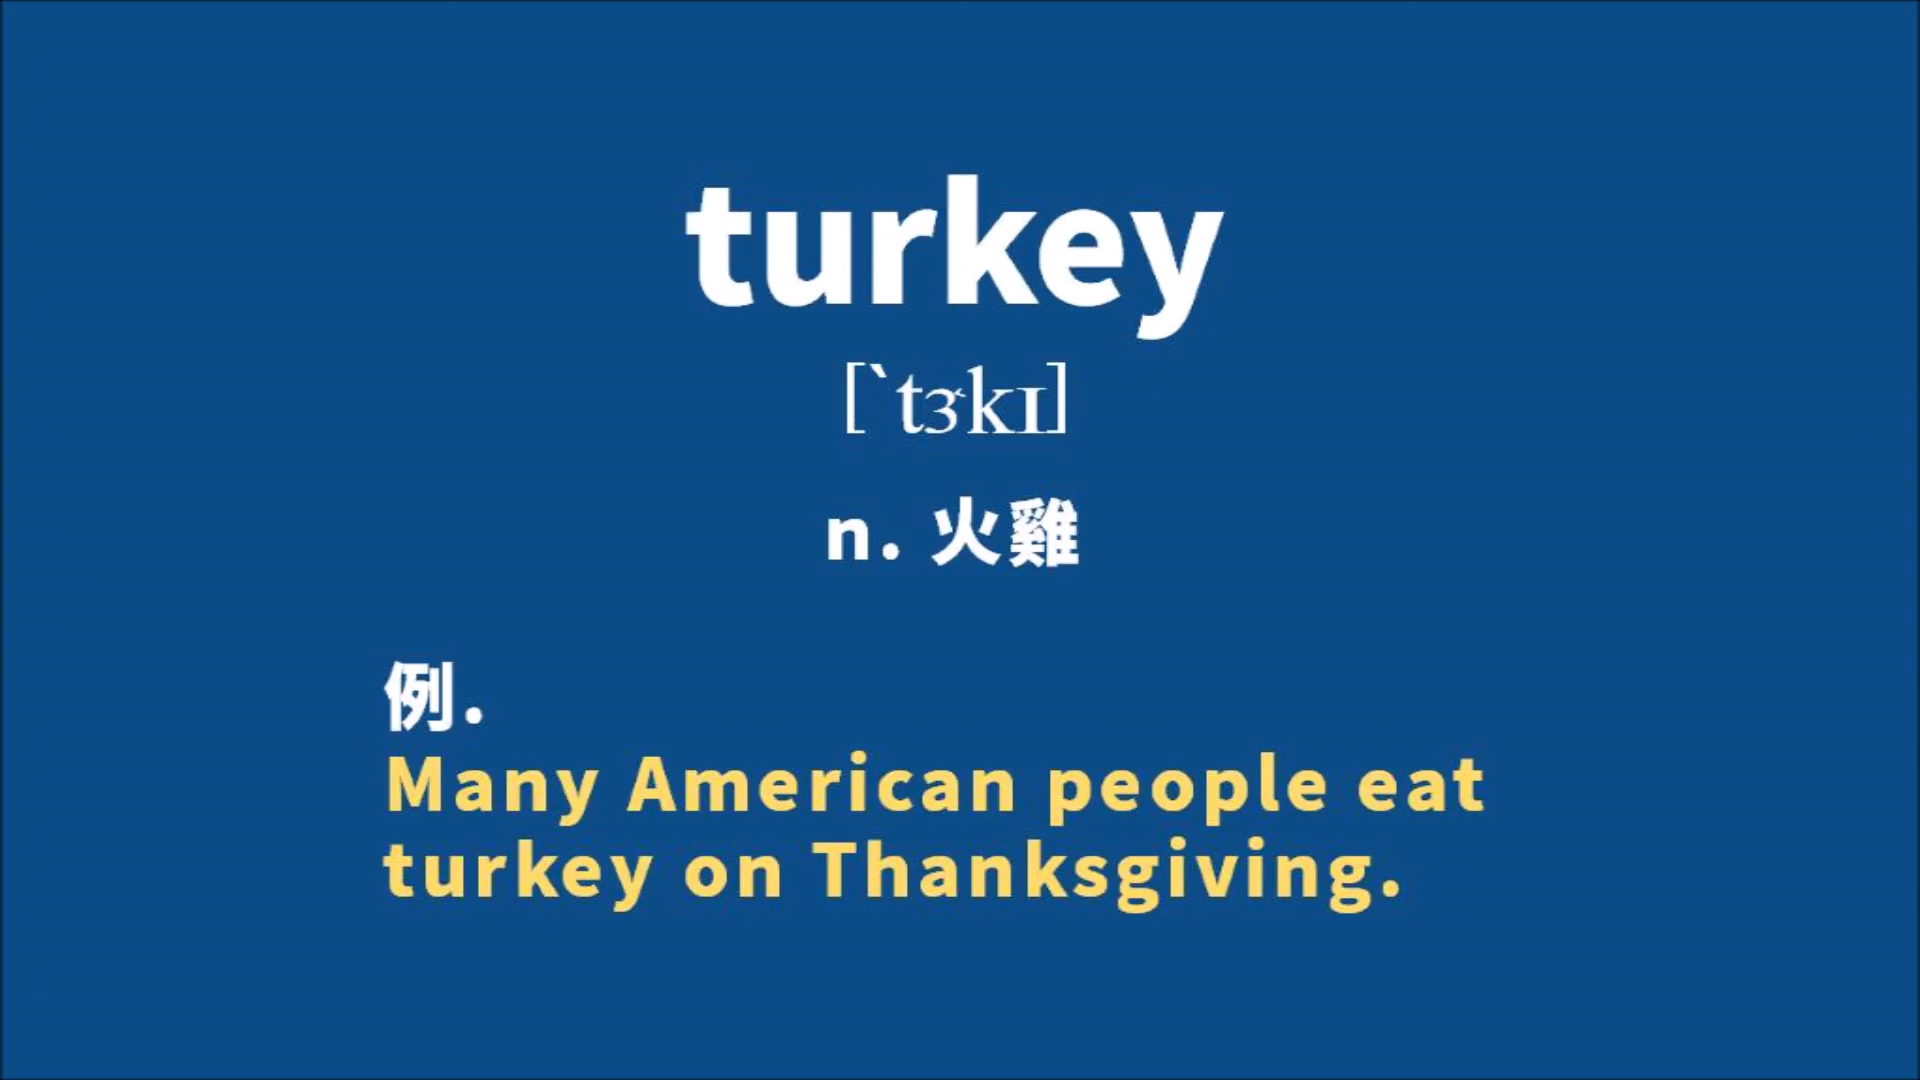 turkey
[`tɝkɪ]
n. 火雞
例.
Many American people eat
turkey on Thanksgiving.